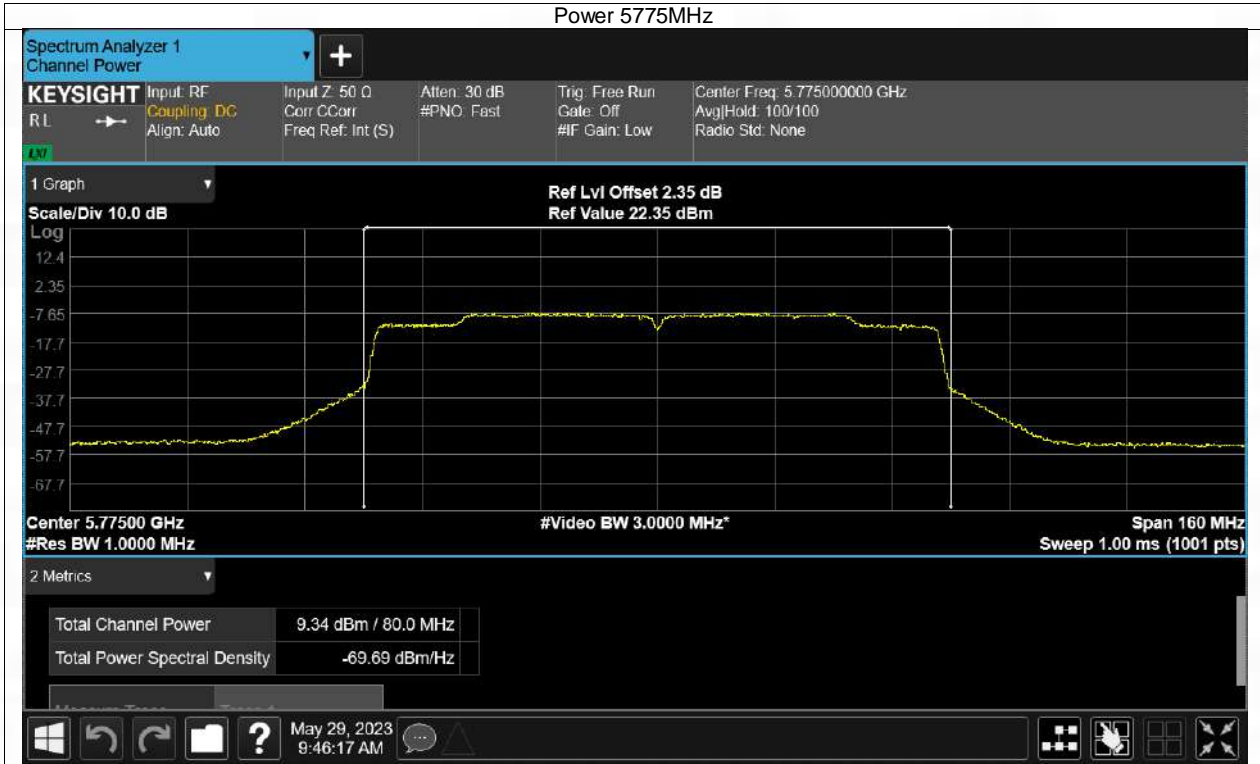 Power 5775MHz
Spectrum Analyzer 1
Channel Power
+
KEYSIGHT Input: RF Input Z: 50 Ω Atten: 30 dB Trig: Free Run Center Freq: 5.775000000 GHz
Coupling: DC Corr CCorr #PNO: Fast Gate: Off Avg|Hold: 100/100
RL Align: Auto Freq Ref: Int (S) #IF Gain: Low Radio Std: None
LXI
1 Graph
Ref Lvl Offset 2.35 dB
Scale/Div 10.0 dB Ref Value 22.35 dBm
Log
12.4
2.35
-7.65
-17.7
-27.7
-37.7
-47.7
-57.7
-67.7
Center 5.77500 GHz #Video BW 3.0000 MHz* Span 160 MHz
#Res BW 1.0000 MHz Sweep 1.00 ms (1001 pts)
2 Metrics
Total Channel Power 9.34 dBm / 80.0 MHz
Total Power Spectral Density -69.69 dBm/Hz
? May 29, 2023
9:46:17 AM